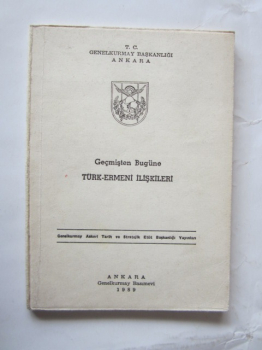 T. C.
GENELKURMAY BAŞKANLIĞI
ANKARA
Geçmişten Bugüne
TÜRK-ERMENİ İLİŞKİLERİ
Genelkurmay Askerî Tarih ve Stratejik Etüt Başkanlığı Yayınları
ANKARA
Genelkurmay Basımevi
1989